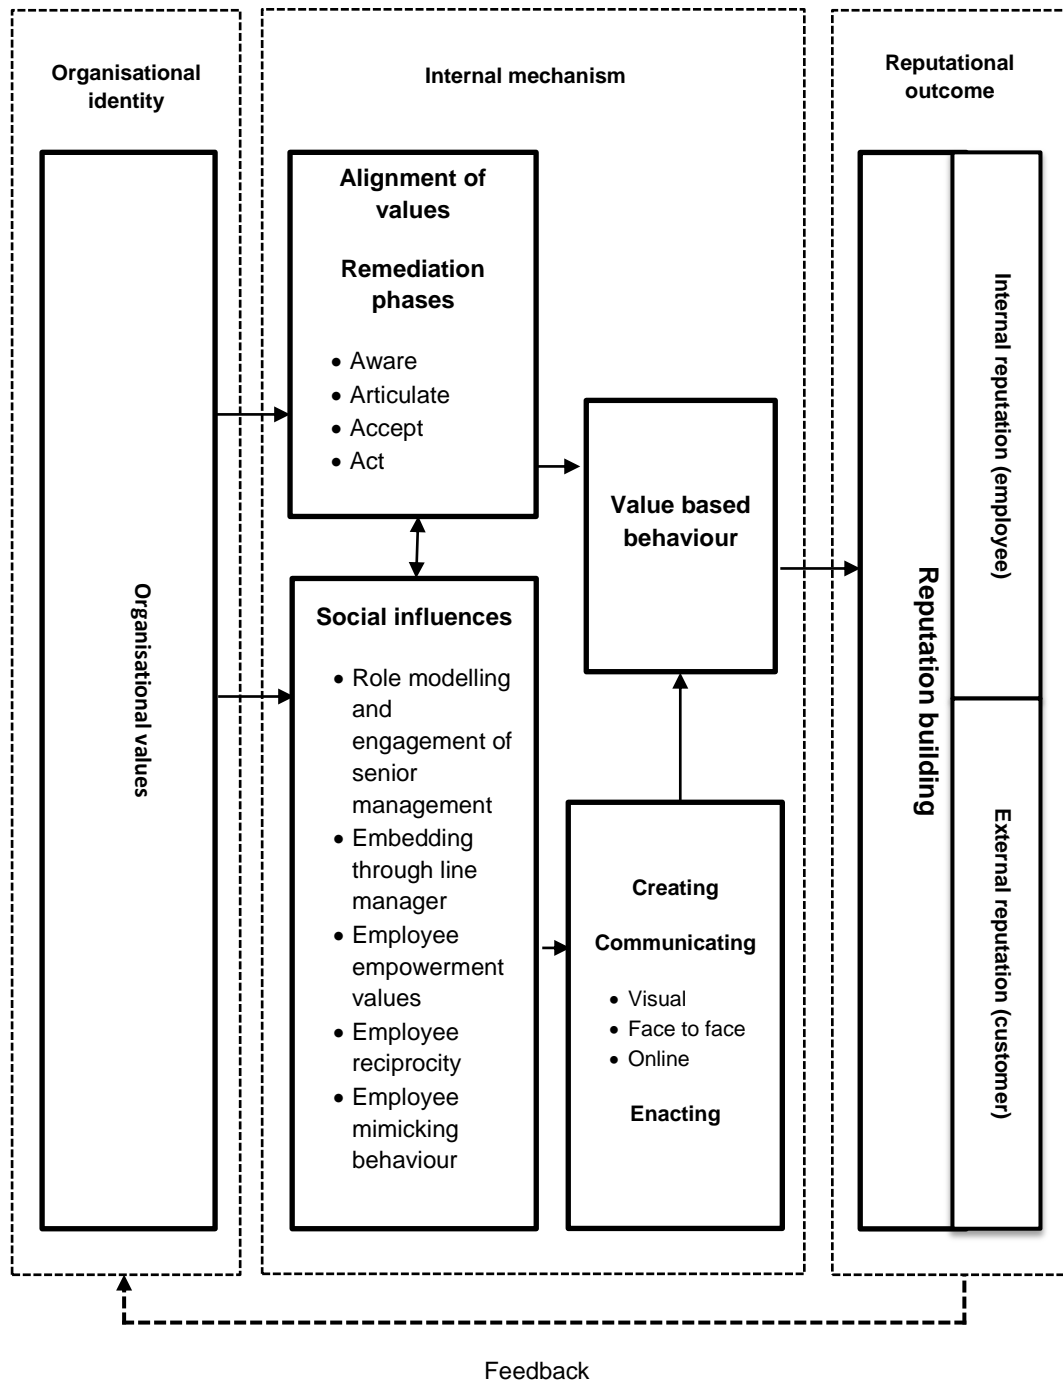 Organisational
identity
Internal mechanism
Reputational
outcome
Organisational values
Alignment of
values
Remediation
phases
• Aware
• Articulate
• Accept
• Act
Social influences
• Role modelling
and
engagement of
senior
management
• Embedding
through line
manager
• Employee
empowerment
values
• Employee
reciprocity
• Employee
mimicking
behaviour
Value based
behaviour
Creating
Communicating
• Visual
• Face to face
• Online
Enacting
Reputation building
Internal reputation (employee)
External reputation (customer)
Feedback